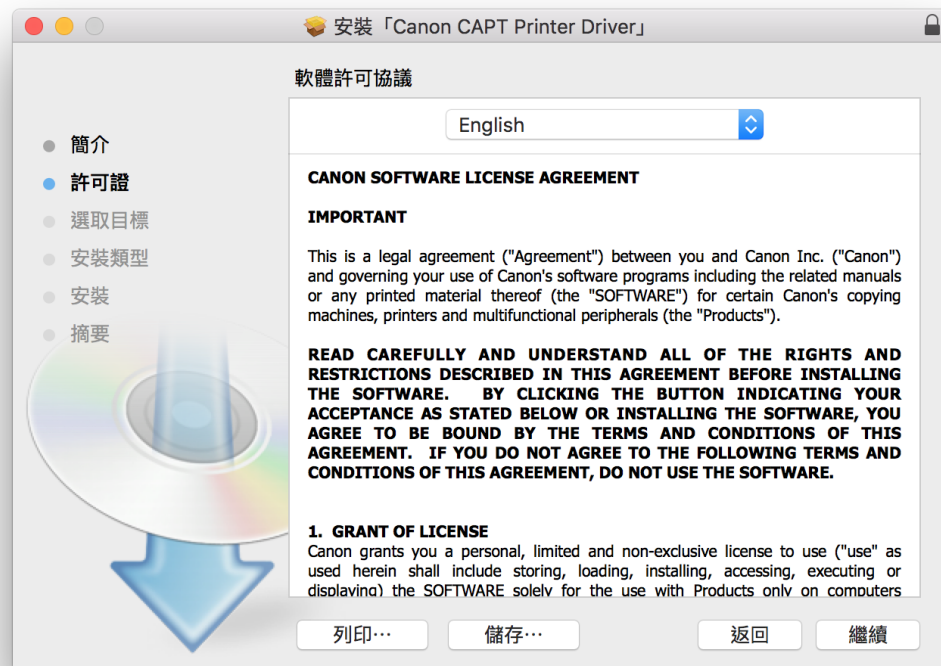 安裝「Canon CAPT Printer Driver」
軟體許可協議
簡介
許可證
選取目標
安裝類型
安裝
摘要
English
CANON SOFTWARE LICENSE AGREEMENT
IMPORTANT
This is a legal agreement ("Agreement") between you and Canon Inc. ("Canon")
and governing your use of Canon's software programs including the related manuals
or any printed material thereof (the "SOFTWARE") for certain Canon's copying
machines, printers and multifunctional peripherals (the "Products").
READ CAREFULLY AND UNDERSTAND ALL OF THE RIGHTS AND
RESTRICTIONS DESCRIBED IN THIS AGREEMENT BEFORE INSTALLING
THE SOFTWARE. BY CLICKING THE BUTTON INDICATING YOUR
ACCEPTANCE AS STATED BELOW OR INSTALLING THE SOFTWARE, YOU
AGREE TO BE BOUND BY THE TERMS AND CONDITIONS OF THIS
AGREEMENT. IF YOU DO NOT AGREE TO THE FOLLOWING TERMS AND
CONDITIONS OF THIS AGREEMENT, DO NOT USE THE SOFTWARE.
1. GRANT OF LICENSE
Canon grants you a personal, limited and non-exclusive license to use ("use" as
used herein shall include storing, loading, installing, accessing, executing or
displaying) the SOFTWARE solely for the use with Products only on computers
列印⋯
儲存⋯
返回
繼續